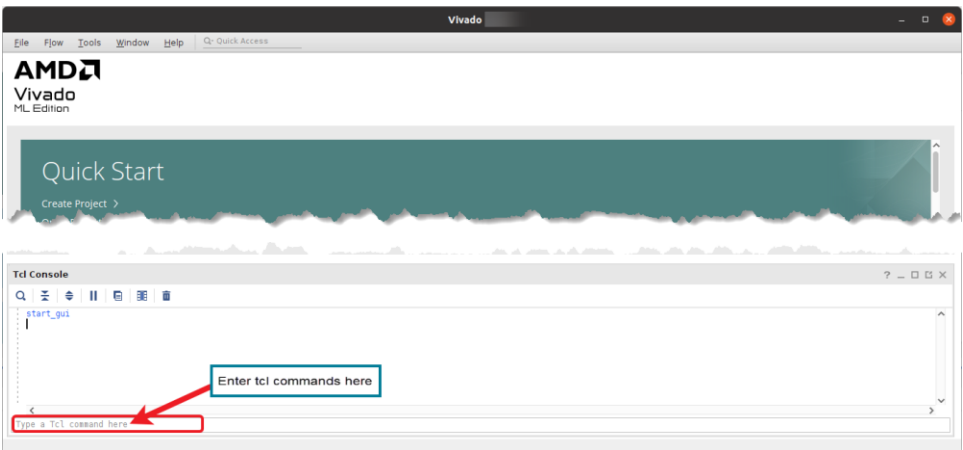 Vivado
File Flow Tools Window Help Quick Access
AMD
Vivado
ML Edition
Quick Start
Create Project >
Tcl Console
start_gui
Enter tcl commands here
Type a Tcl command here